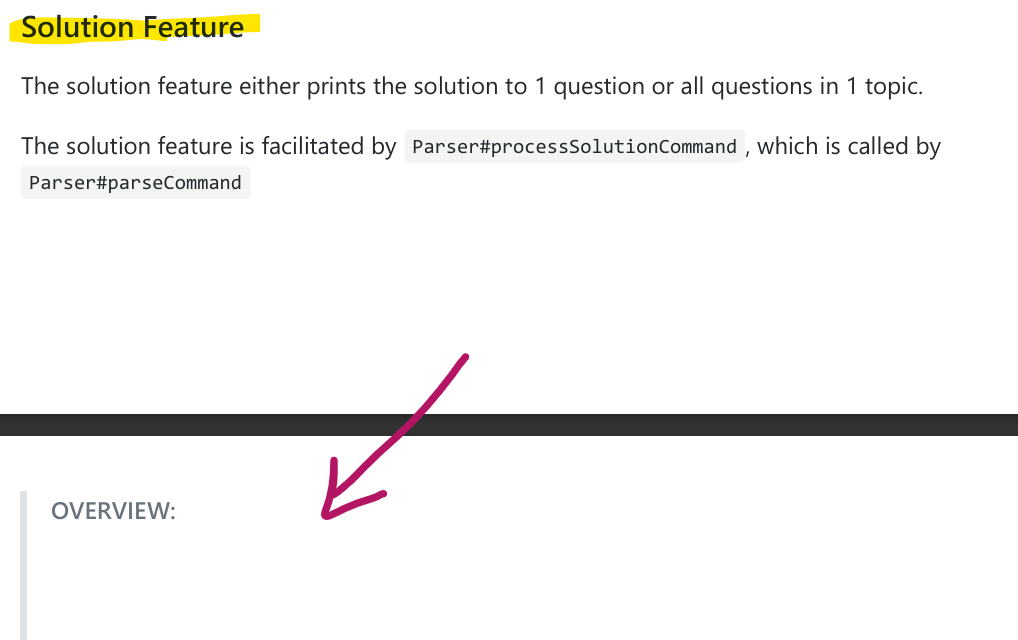 Solution Feature
The solution feature either prints the solution to 1 question or all questions in 1 topic.
The solution feature is facilitated by Parser#processSolutionCommand, which is called by
Parser#parseCommand
OVERVIEW: